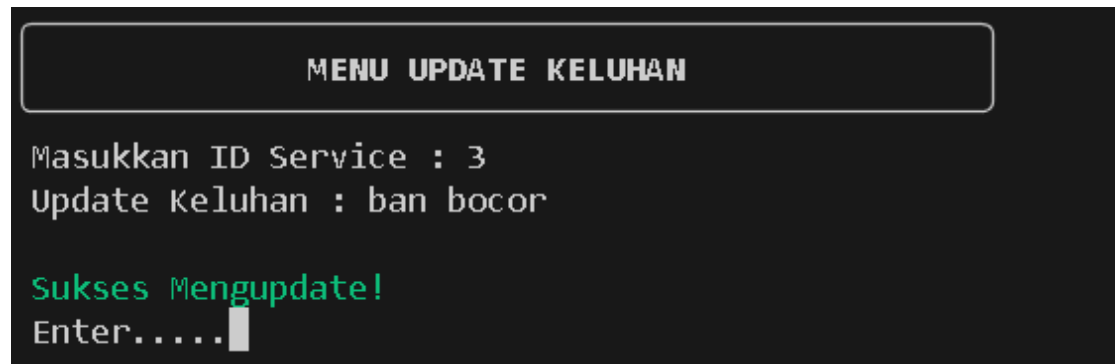 MENU UPDATE KELUHAN
Masukkan ID Service : 3
Update Keluhan : ban bocor
Sukses Mengupdate!
Enter.....